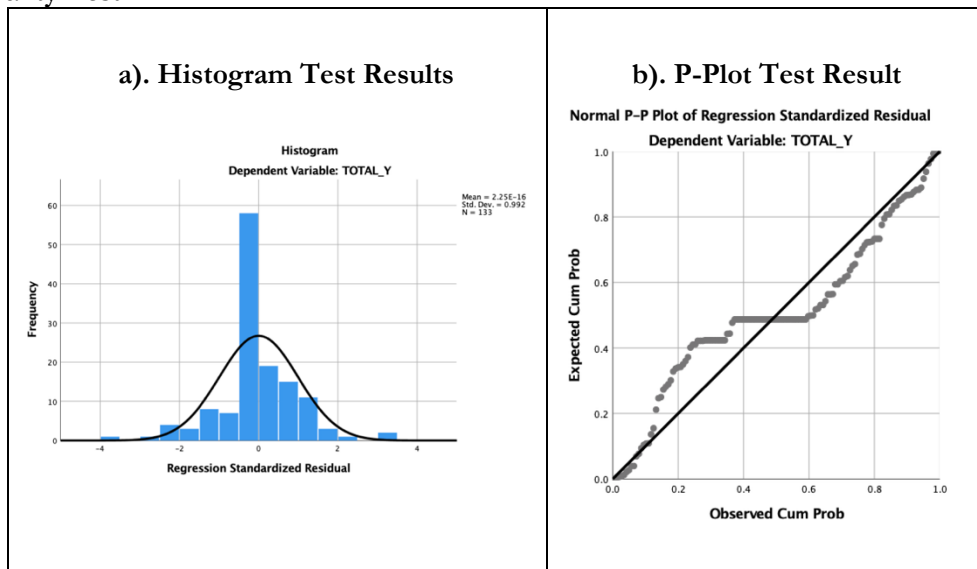 a). Histogram Test Results
Histogram
Dependent Variable: TOTAL_Y
Mean = 2.25E-16
Std. Dev. = 0.992
N = 133
60
50
40
30
20
10
0
Frequency
-4
-2
0
2
4
Regression Standardized Residual
b). P-Plot Test Result
Normal P-P Plot of Regression Standardized Residual
Dependent Variable: TOTAL_Y
1.0
0.8
0.6
0.4
0.2
0.0
Expected Cum Prob
0.0
0.2
0.4
0.6
0.8
1.0
Observed Cum Prob